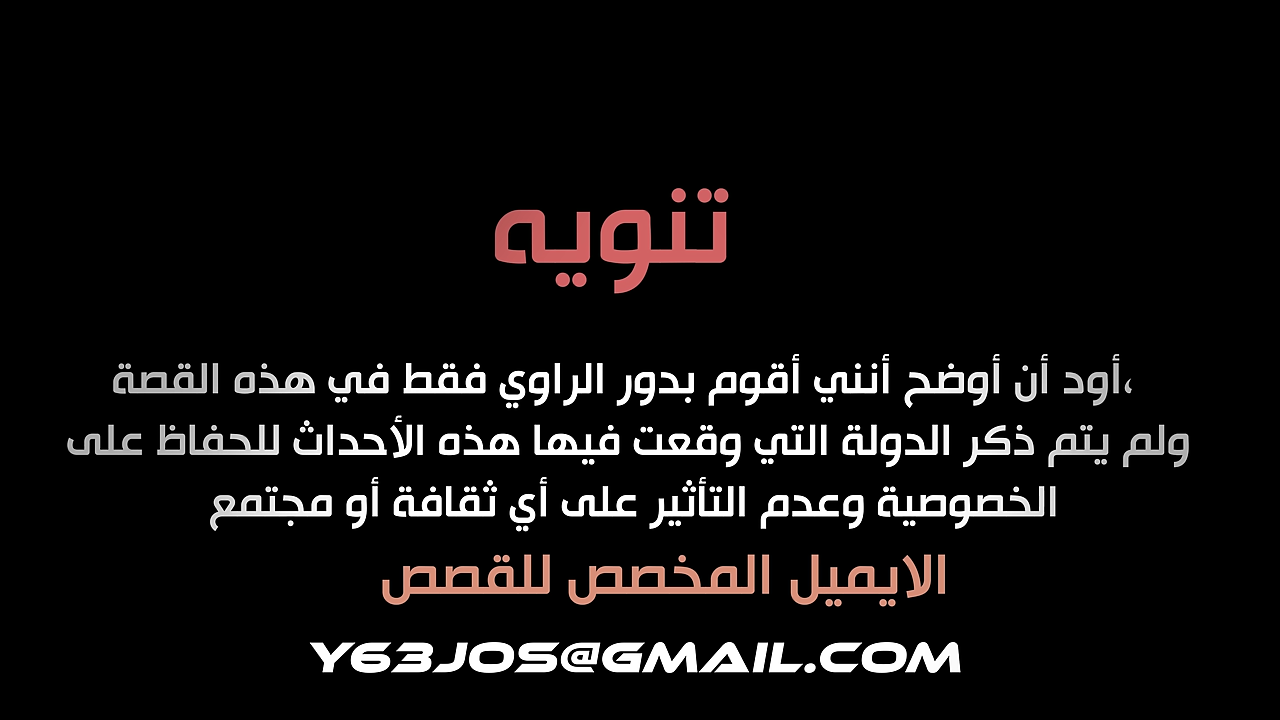 تنويه
أود أن أوضح أنني أقوم بدور الراوي فقط في هذه القصة،
ولم يتم ذكر الدولة التي وقعت فيها هذه الأحداث للحفاظ على
الخصوصية وعدم التأثير على أي ثقافة أو مجتمع
الايميل المخصص للقصص
Y63JOS@GMAIL.COM